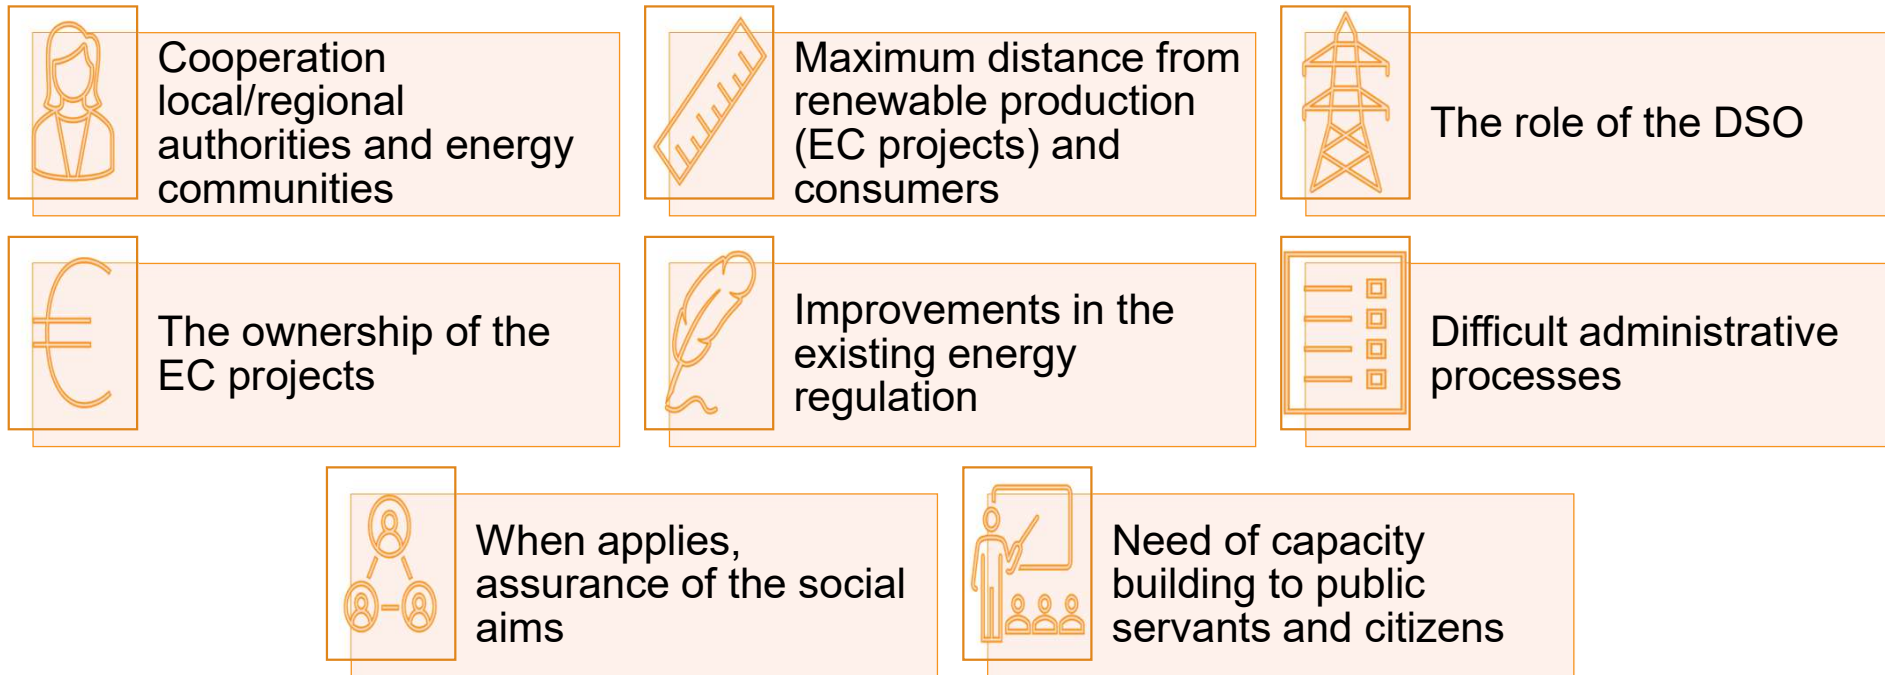 Cooperation
local/regional
authorities and energy
communities
Maximum distance from
renewable production
(EC projects) and
consumers
The role of the DSO
The ownership of the
EC projects
Improvements in the
existing energy
regulation
Difficult administrative
processes
When applies,
assurance of the social
aims
Need of capacity
building to public
servants and citizens